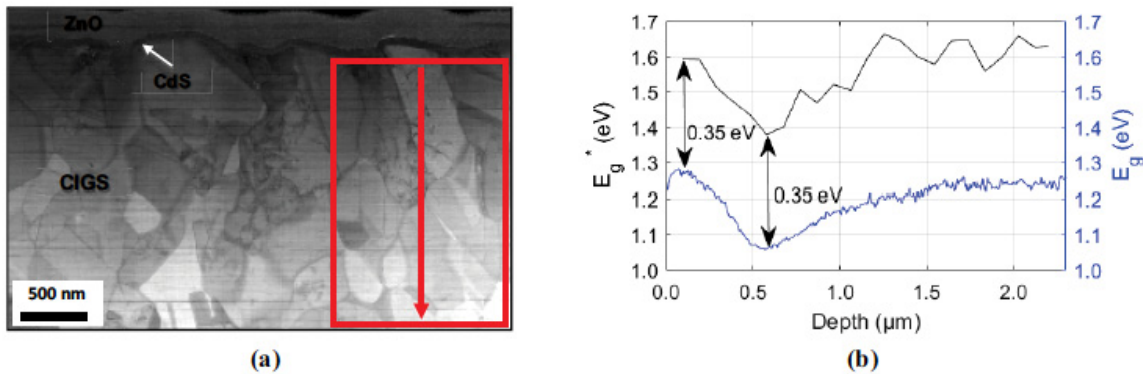 ZnO
CdS
CIGS
500 nm
(a)
1.7
1.6
1.5
1.4
1.3
1.2
1.1
1.0
E_g^* (eV)
0.35 eV
0.35 eV
1.7
1.6
1.5
1.4
1.3
1.2
1.1
1.0
E_g (eV)
0.0 0.5 1.0 1.5 2.0
Depth (μm)
(b)